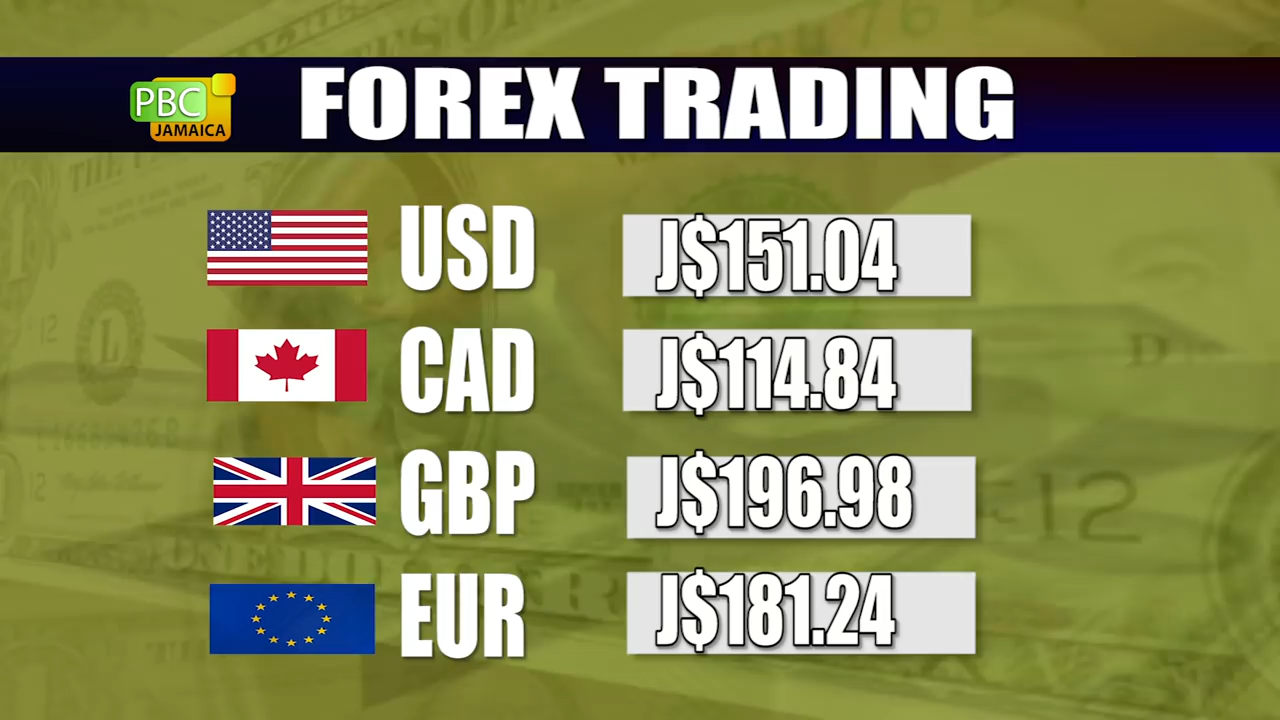 PBC
JAMAICA
FOREX TRADING
USD J$151.04
CAD J$114.84
GBP J$196.98
EUR J$181.24